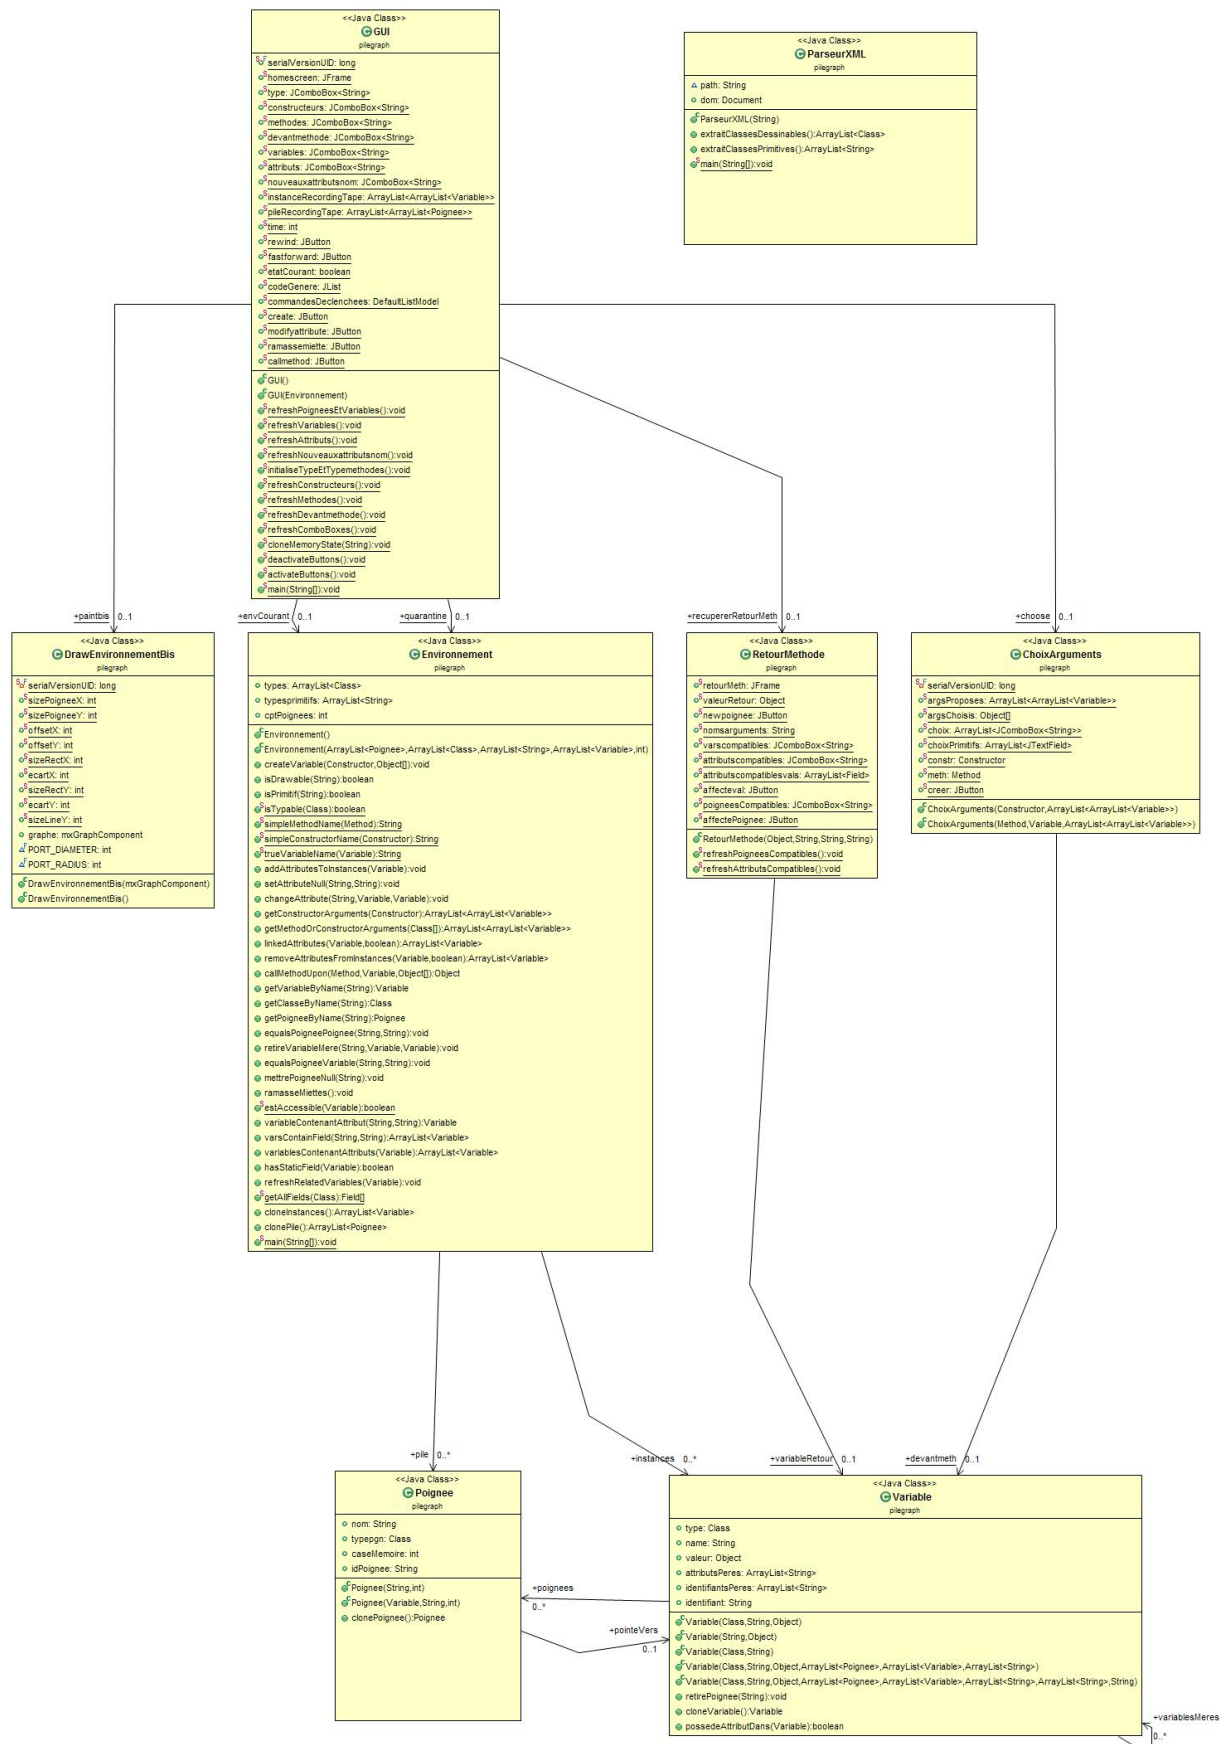 <<Java Class>>
GUI
pilegraph
serialVersionUID: long
homescreen: JFrame
type: JComboBox<String>
constructeurs: JComboBox<String>
methodes: JComboBox<String>
devantmethode: JComboBox<String>
variables: JComboBox<String>
attributs: JComboBox<String>
nouveauxattributsnom: JComboBox<String>
instanceRecordingTape: ArrayList<ArrayList<Variable>>
pileRecordingTape: ArrayList<ArrayList<Poignee>>
time: int
rewind: JButton
fastforward: JButton
etatCourant: boolean
codeGenere: JList
commandesDeclenchees: DefaultListModel
create: JButton
modifyattribute: JButton
ramassemiette: JButton
callmethod: JButton
GUI()
GUI(Environnement)
refreshPoigneesEtVariables():void
refreshVariables():void
refreshAttributs():void
refreshNouveauxattributsnom():void
initialiseTypeEtTypemethodes():void
refreshConstructeurs():void
refreshMethodes():void
refreshDevantmethode():void
refreshComboBoxes():void
cloneMemoryState(String):void
deactivateButtons():void
activateButtons():void
main(String[]):void
<<Java Class>>
ParseurXML
pilegraph
path: String
dom: Document
ParseurXML(String)
extraitClassesDessinables():ArrayList<Class>
extraitClassesPrimitives():ArrayList<String>
main(String[]):void
+paintbis 0..1
+envCourant 0..1
+quarantine 0..1
+recupererRetourMeth 0..1
+choose 0..1
<<Java Class>>
DrawEnvironnementBis
pilegraph
serialVersionUID: long
sizePoigneeX: int
sizePoigneeY: int
offsetX: int
offsetY: int
sizeRectX: int
ecartX: int
sizeRectY: int
ecartY: int
sizeLineY: int
graphe: mxGraphComponent
PORT_DIAMETER: int
PORT_RADIUS: int
DrawEnvironnementBis(mxGraphComponent)
DrawEnvironnementBis()
<<Java Class>>
Environnement
pilegraph
types: ArrayList<Class>
typesprimitifs: ArrayList<String>
cptPoignees: int
Environnement()
Environnement(ArrayList<Poignee>,ArrayList<Class>,ArrayList<String>,ArrayList<Variable>,int)
createVariable(Constructor,Object[]):void
isDrawable(String):boolean
isPrimitif(String):boolean
isTypable(Class):boolean
simpleMethodName(Method):String
simpleConstructorName(Constructor):String
trueVariableName(Variable):String
addAttributesToInstances(Variable):void
setAttributeNull(String,String):void
changeAttribute(String,Variable,Variable):void
getConstructorArguments(Constructor):ArrayList<ArrayList<Variable>>
getMethodOrConstructorArguments(Class[]):ArrayList<ArrayList<Variable>>
linkedAttributes(Variable,boolean):ArrayList<Variable>
removeAttributesFromInstances(Variable,boolean):ArrayList<Variable>
callMethodUpon(Method,Variable,Object[]):Object
getVariableByName(String):Variable
getClasseByName(String):Class
getPoigneeByName(String):Poignee
equalsPoigneePoignee(String,String):void
retireVariableMere(String,Variable,Variable):void
equalsPoigneeVariable(String,String):void
mettrePoigneeNull(String):void
ramasseMiettes():void
estAccessible(Variable):boolean
variableContenantAttribut(String,String):Variable
varsContainField(String,String):ArrayList<Variable>
variablesContenantAttributs(Variable):ArrayList<Variable>
hasStaticField(Variable):boolean
refreshRelatedVariables(Variable):void
getAllFields(Class):Field[]
cloneInstances():ArrayList<Variable>
clonePile():ArrayList<Poignee>
main(String[]):void
<<Java Class>>
RetourMethode
pilegraph
retourMeth: JFrame
valeurRetour: Object
newpoignee: JButton
nomsarguments: String
varscompatibles: JComboBox<String>
attributscompatibles: JComboBox<String>
attributscompatiblesvals: ArrayList<Field>
affecteval: JButton
poigneesCompatibles: JComboBox<String>
affectePoignee: JButton
RetourMethode(Object,String,String,String)
refreshPoigneesCompatibles():void
refreshAttributsCompatibles():void
<<Java Class>>
ChoixArguments
pilegraph
serialVersionUID: long
argsProposes: ArrayList<ArrayList<Variable>>
argsChoisis: Object[]
choix: ArrayList<JComboBox<String>>
choixPrimitifs: ArrayList<JTextField>
constr: Constructor
meth: Method
creer: JButton
ChoixArguments(Constructor,ArrayList<ArrayList<Variable>>)
ChoixArguments(Method,Variable,ArrayList<ArrayList<Variable>>)
+pile 0..*
+instances 0..*
+variableRetour 0..1
+devantmeth 0..1
<<Java Class>>
Poignee
pilegraph
nom: String
typepgn: Class
caseMemoire: int
idPoignee: String
Poignee(String,int)
Poignee(Variable,String,int)
clonePoignee():Poignee
+poignees
0..*
+pointeVers
0..1
<<Java Class>>
Variable
pilegraph
type: Class
name: String
valeur: Object
attributsPeres: ArrayList<String>
identifiantsPeres: ArrayList<String>
identifiant: String
Variable(Class,String,Object)
Variable(String,Object)
Variable(Class,String)
Variable(Class,String,Object,ArrayList<Poignee>,ArrayList<Variable>,ArrayList<String>)
Variable(Class,String,Object,ArrayList<Poignee>,ArrayList<Variable>,ArrayList<String>,ArrayList<String>,String)
retirePoignee(String):void
cloneVariable():Variable
possedeAttributDans(Variable):boolean
+variablesMeres
0..*